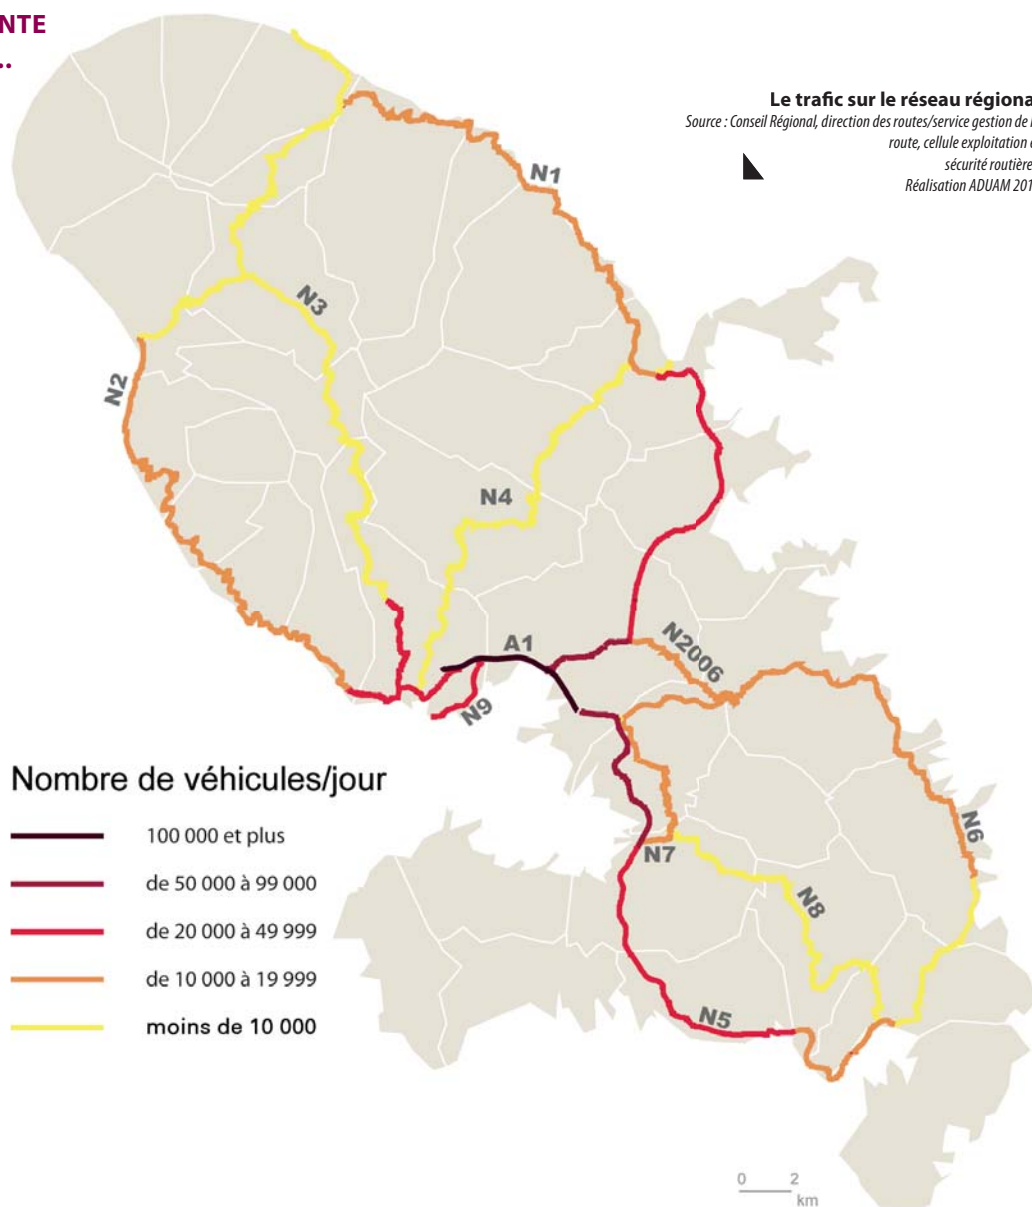 NTE
..
Le trafic sur le réseau régiona
Source : Conseil Régional, direction des routes/service gestion de l
route, cellule exploitation e
sécurité routière
Réalisation ADUAM 201
N1
N3
N2
N4
A1
N2006
N9
N7
N6
N8
N5
Nombre de véhicules/jour
100 000 et plus
de 50 000 à 99 000
de 20 000 à 49 999
de 10 000 à 19 999
moins de 10 000
0 2
km